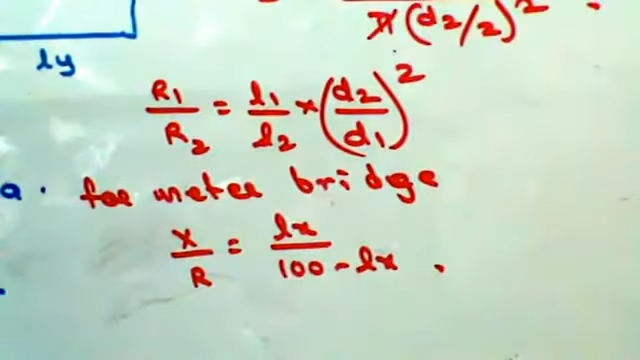 π(d2/2)²
ly
R1/R2 = l1/l2 × (d2/d1)²
a. for meter bridge
X/R = lx/100-lx.